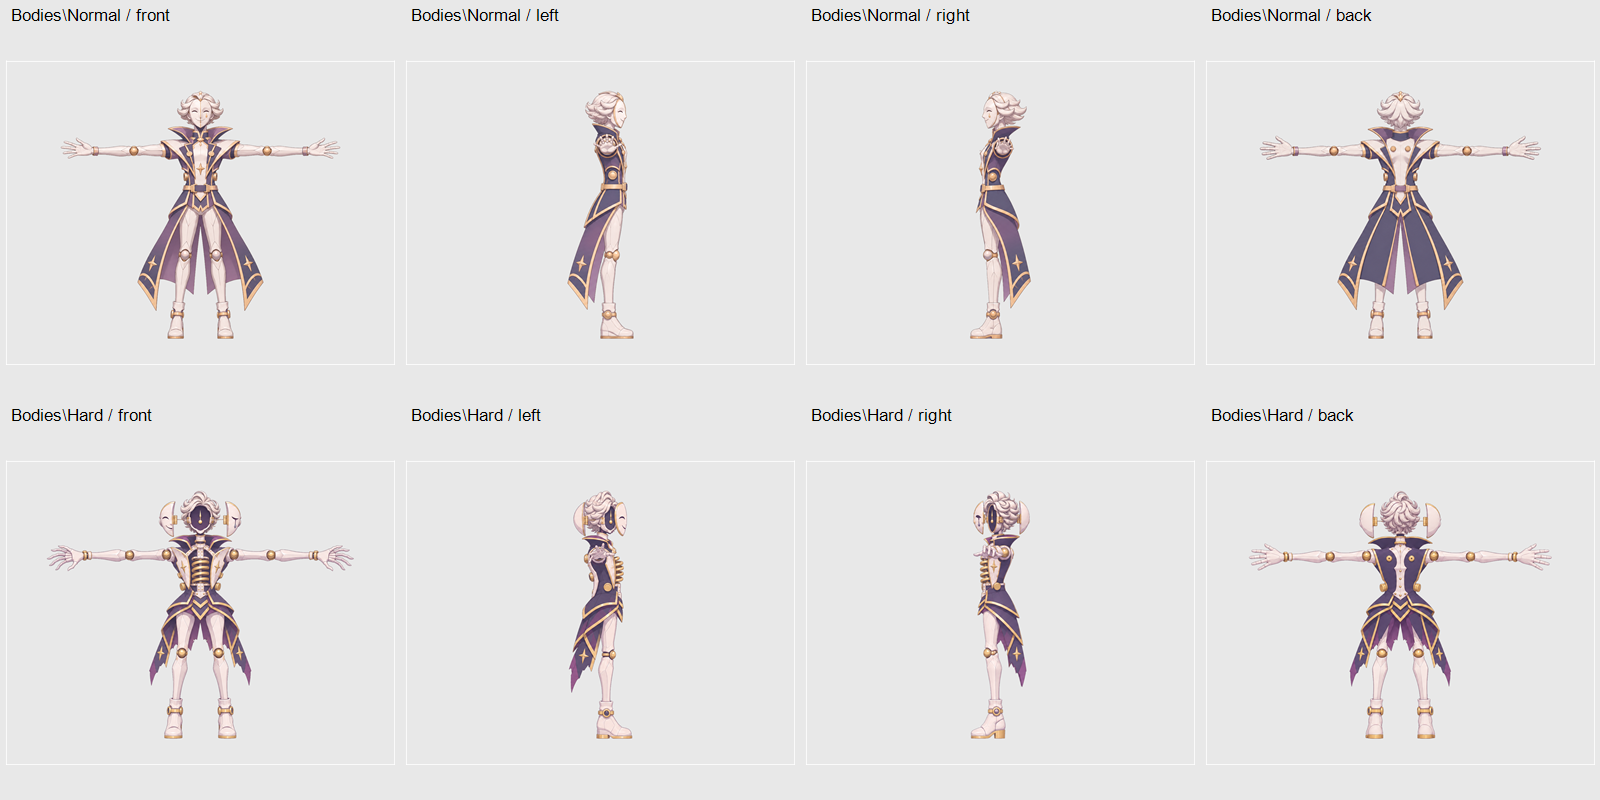 Bodies\Normal / front
Bodies\Normal / left
Bodies\Normal / right
Bodies\Normal / back
Bodies\Hard / front
Bodies\Hard / left
Bodies\Hard / right
Bodies\Hard / back